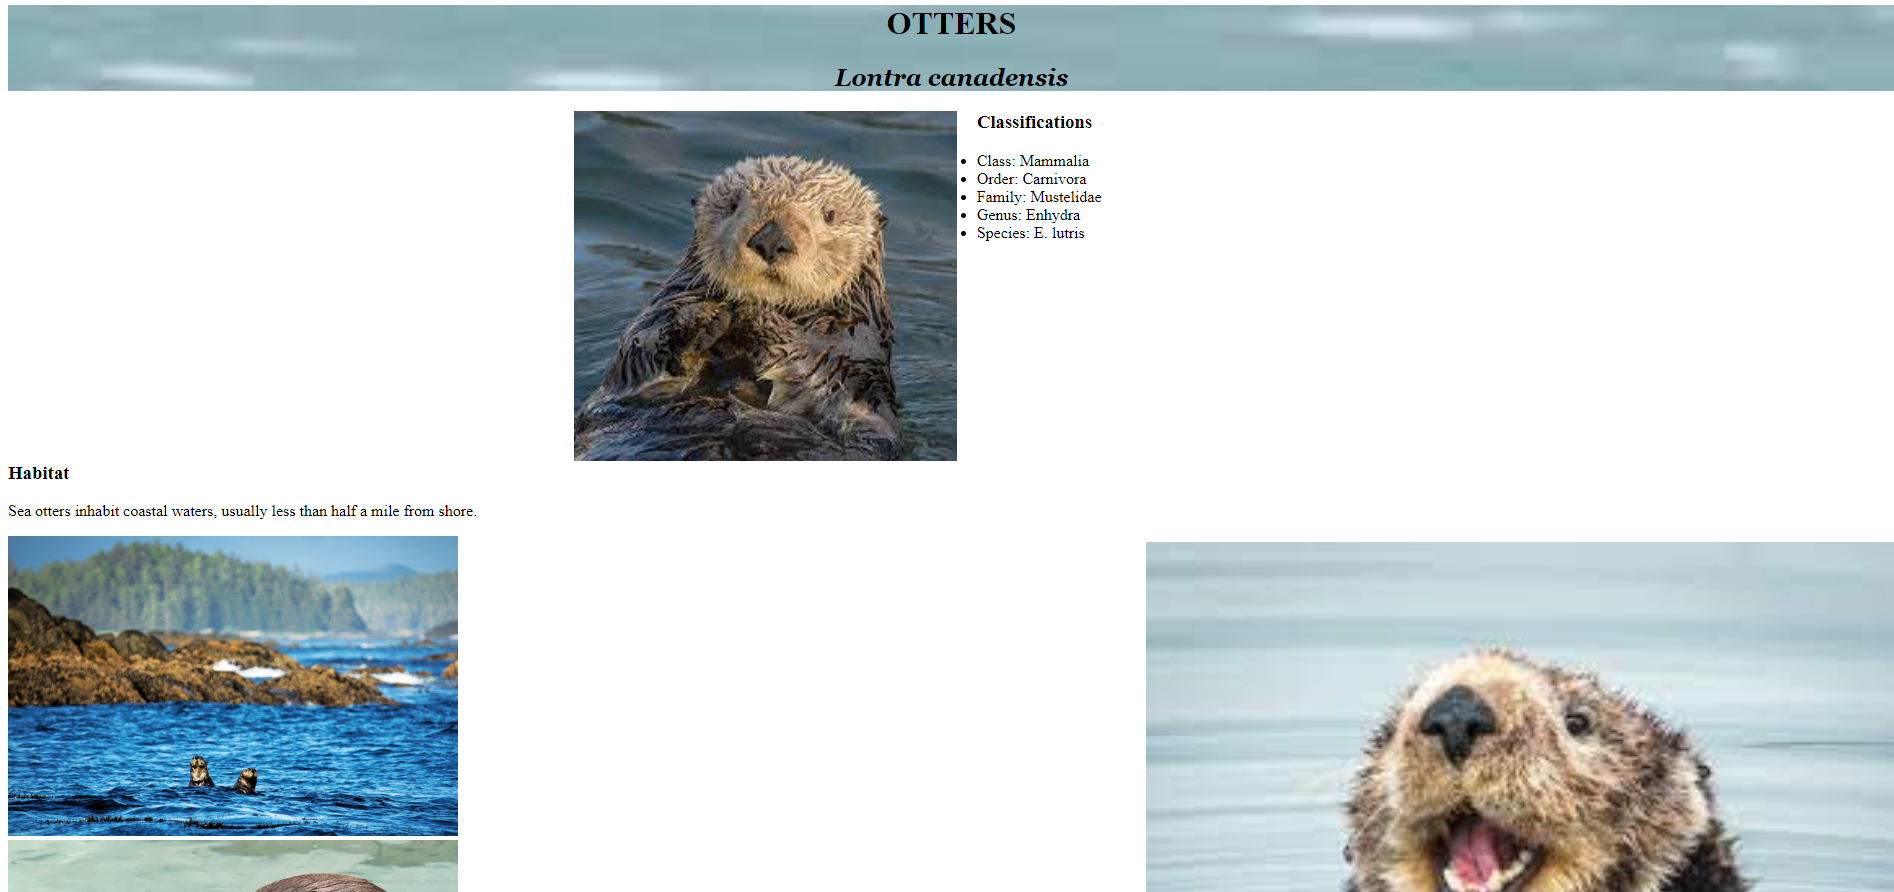 OTTERS
Lontra canadensis
Classifications
Class: Mammalia
Order: Carnivora
Family: Mustelidae
Genus: Enhydra
Species: E. lutris
Habitat
Sea otters inhabit coastal waters, usually less than half a mile from shore.